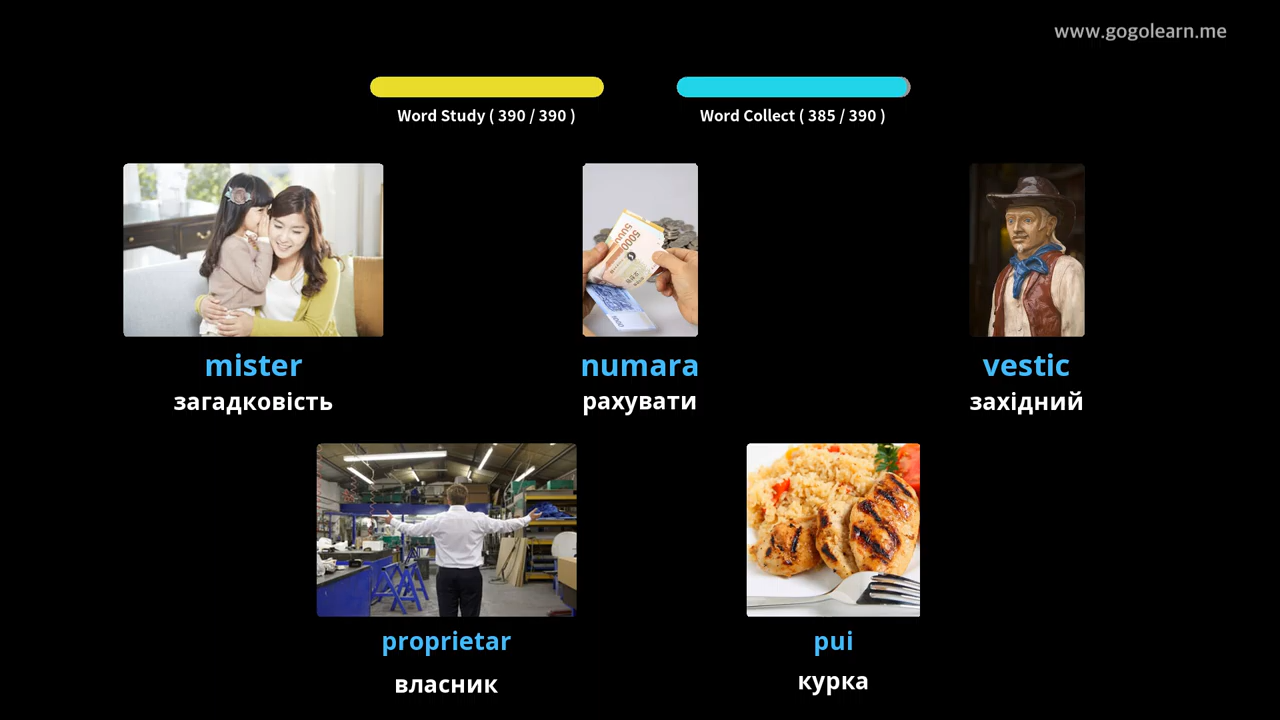 www.gogolearn.me
Word Study ( 390 / 390 )
Word Collect ( 385 / 390 )
mister
загадковість
numara
рахувати
vestic
західний
proprietar
власник
pui
курка